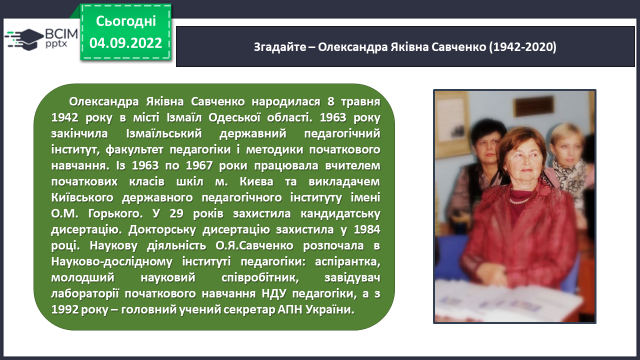 Сьогодні
04.09.2022
ВСІМ
pptx
Згадайте – Олександра Яківна Савченко (1942-2020)
Олександра Яківна Савченко народилася 8 травня
1942 року в місті Ізмаїл Одеської області. 1963 року
закінчила Ізмаїльський державний педагогічний
інститут, факультет педагогіки і методики початкового
навчання. Із 1963 по 1967 роки працювала вчителем
початкових класів шкіл м. Києва та викладачем
Київського державного педагогічного інституту імені
О.М. Горького. У 29 років захистила кандидатську
дисертацію. Докторську дисертацію захистила у 1984
році. Наукову діяльність О.Я.Савченко розпочала в
Науково-дослідному інституті педагогіки: аспірантка,
молодший науковий співробітник, завідувач
лабораторії початкового навчання НДУ педагогіки, а з
1992 року – головний учений секретар АПН України.